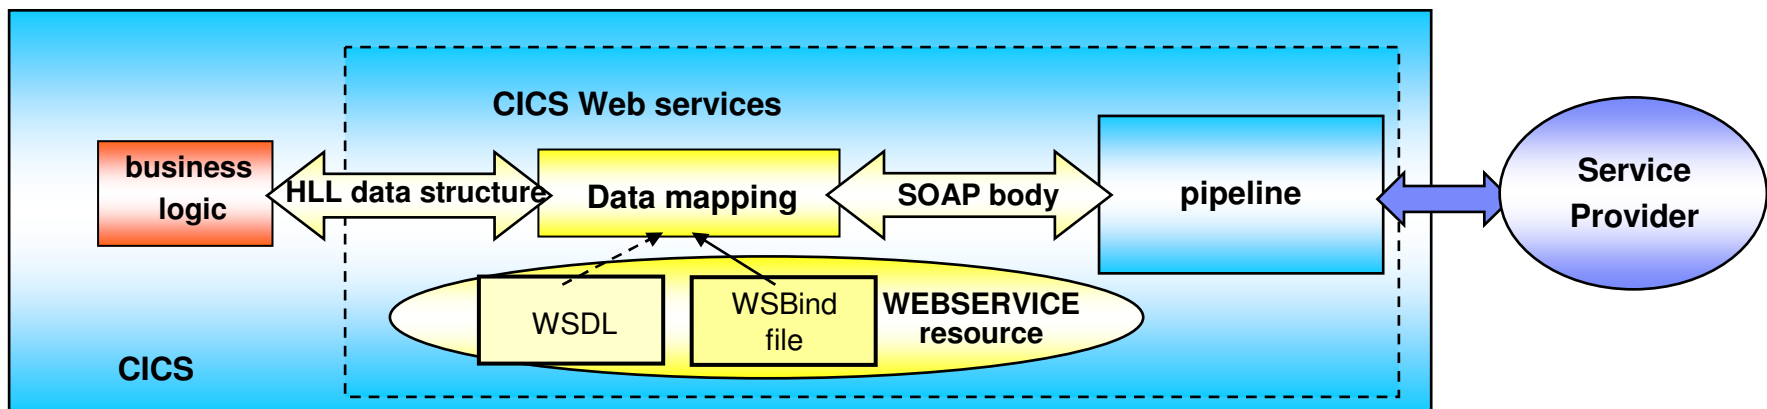 CICS Web services
business
logic
HLL data structure
Data mapping
SOAP body
pipeline
Service
Provider
WSDL
WSBind
file
WEBSERVICE
resource
CICS